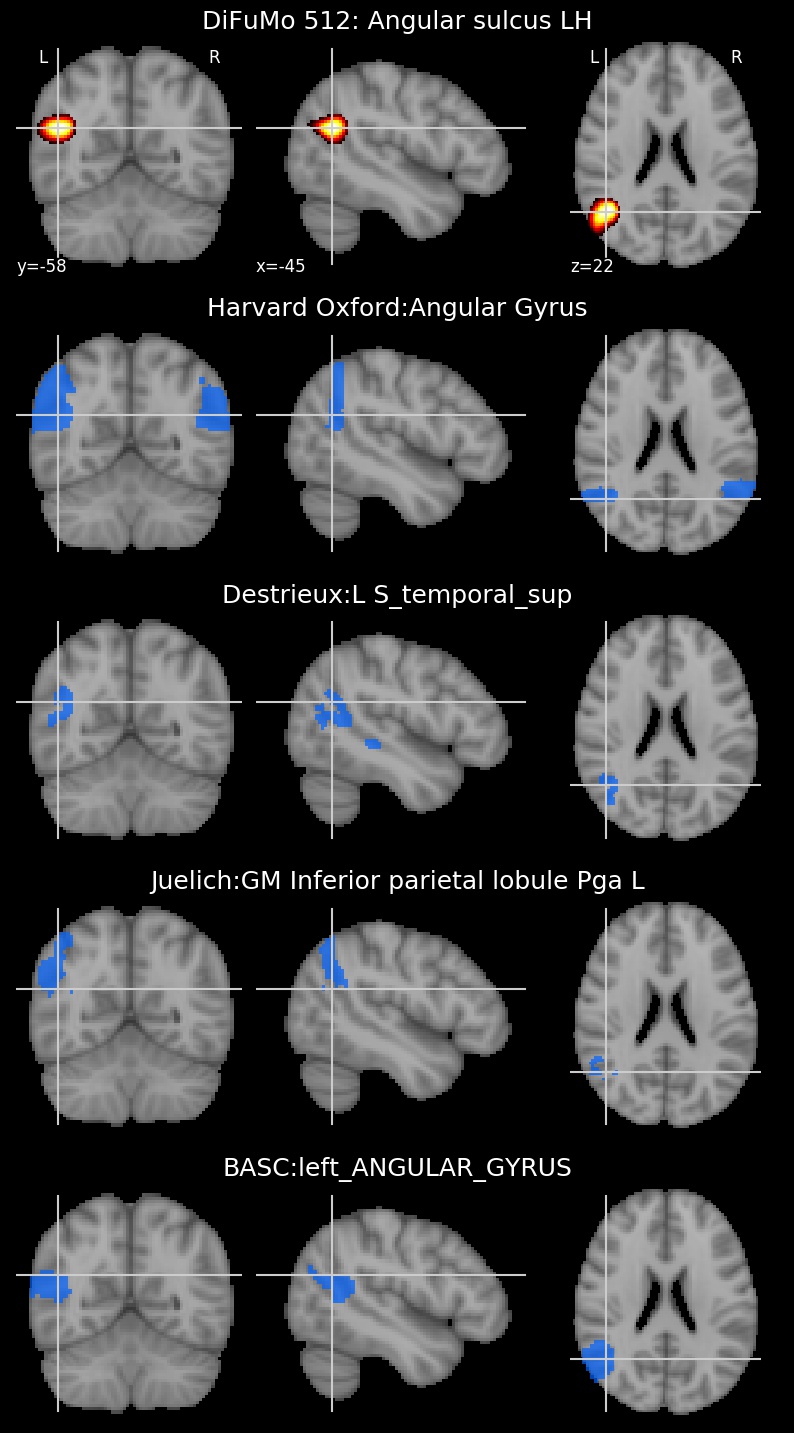 DiFuMo 512: Angular sulcus LH
L R L R
y=-58 x=-45 z=22
Harvard Oxford:Angular Gyrus
Destrieux:L S_temporal_sup
Juelich:GM Inferior parietal lobule Pga L
BASC:left_ANGULAR_GYRUS